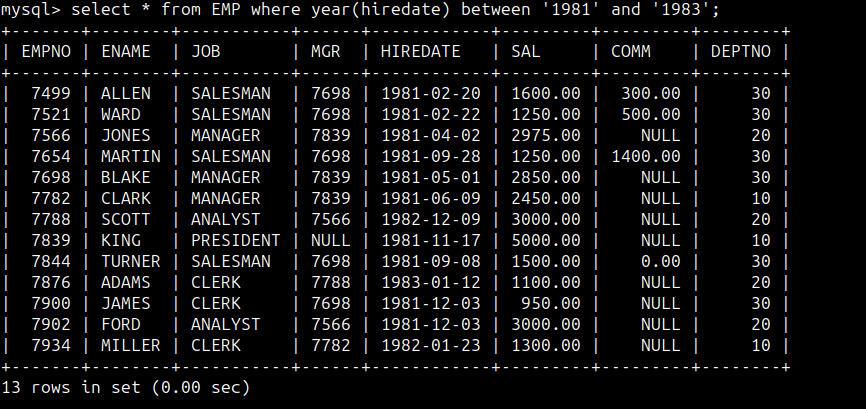 mysql> select * from EMP where year(hiredate) between '1981' and '1983';
+-------+--------+-----------+------+------------+---------+---------+--------+
| EMPNO | ENAME  | JOB       | MGR  | HIREDATE   | SAL     | COMM    | DEPTNO |
+-------+--------+-----------+------+------------+---------+---------+--------+
|  7499 | ALLEN  | SALESMAN  | 7698 | 1981-02-20 | 1600.00 |  300.00 |     30 |
|  7521 | WARD   | SALESMAN  | 7698 | 1981-02-22 | 1250.00 |  500.00 |     30 |
|  7566 | JONES  | MANAGER   | 7839 | 1981-04-02 | 2975.00 |    NULL |     20 |
|  7654 | MARTIN | SALESMAN  | 7698 | 1981-09-28 | 1250.00 | 1400.00 |     30 |
|  7698 | BLAKE  | MANAGER   | 7839 | 1981-05-01 | 2850.00 |    NULL |     30 |
|  7782 | CLARK  | MANAGER   | 7839 | 1981-06-09 | 2450.00 |    NULL |     10 |
|  7788 | SCOTT  | ANALYST   | 7566 | 1982-12-09 | 3000.00 |    NULL |     20 |
|  7839 | KING   | PRESIDENT | NULL | 1981-11-17 | 5000.00 |    NULL |     10 |
|  7844 | TURNER | SALESMAN  | 7698 | 1981-09-08 | 1500.00 |    0.00 |     30 |
|  7876 | ADAMS  | CLERK     | 7788 | 1983-01-12 | 1100.00 |    NULL |     20 |
|  7900 | JAMES  | CLERK     | 7698 | 1981-12-03 |  950.00 |    NULL |     30 |
|  7902 | FORD   | ANALYST   | 7566 | 1981-12-03 | 3000.00 |    NULL |     20 |
|  7934 | MILLER | CLERK     | 7782 | 1982-01-23 | 1300.00 |    NULL |     10 |
+-------+--------+-----------+------+------------+---------+---------+--------+
13 rows in set (0.00 sec)